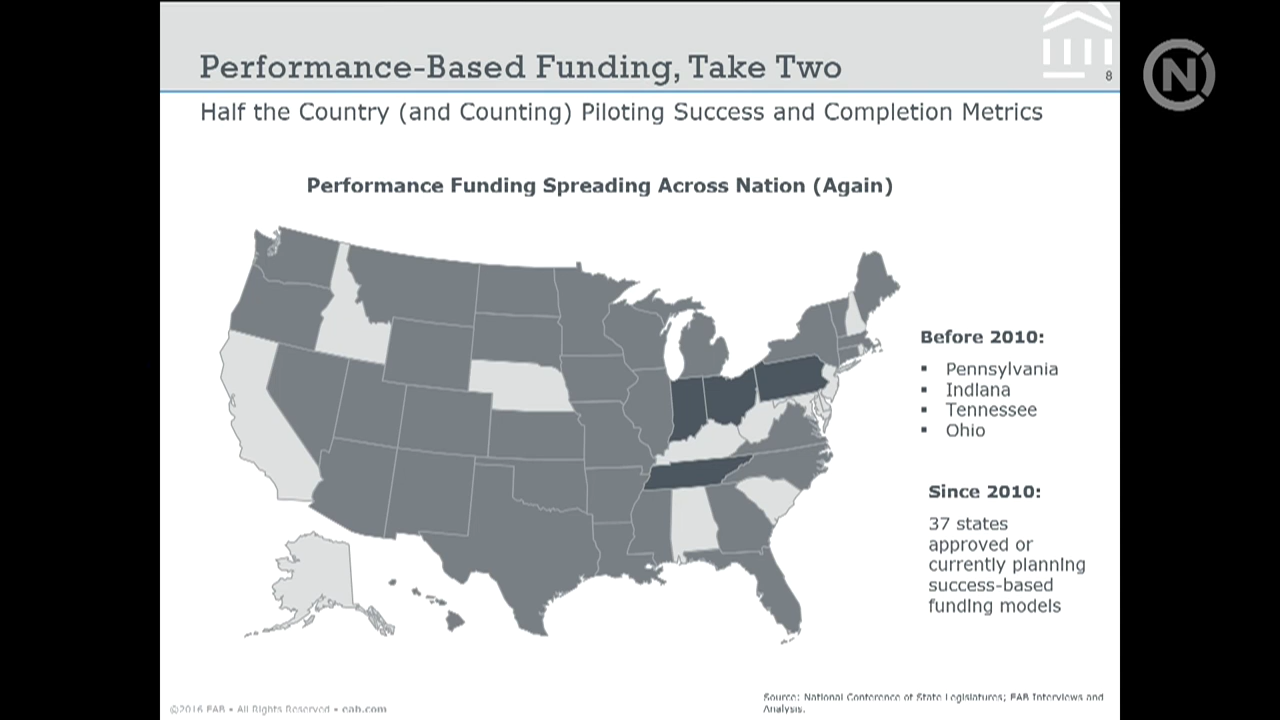 Performance-Based Funding, Take Two
8
N
Half the Country (and Counting) Piloting Success and Completion Metrics
Performance Funding Spreading Across Nation (Again)
Before 2010:
▪ Pennsylvania
▪ Indiana
▪ Tennessee
▪ Ohio
Since 2010:
37 states
approved or
currently planning
success-based
funding models
Source: National Conference of State Legislatures; EAB Interviews and
Analysis.
©2016 EAB • All Rights Reserved • eab.com